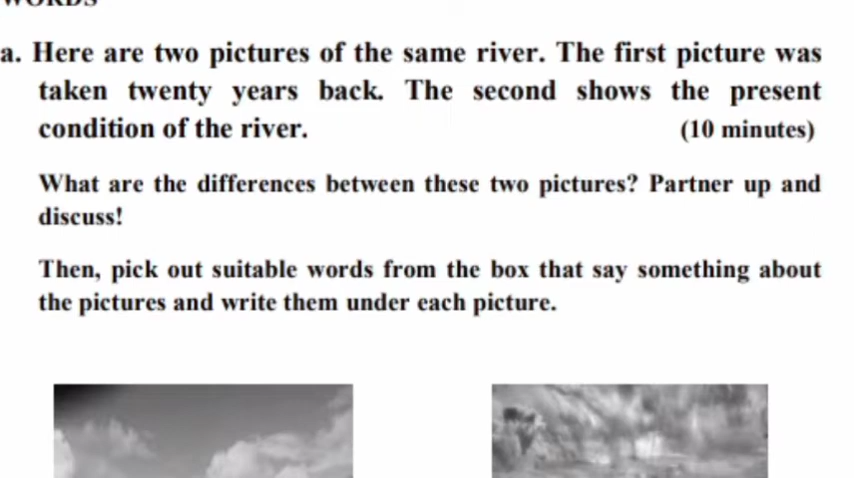 WORDS
a. Here are two pictures of the same river. The first picture was
taken twenty years back. The second shows the present
condition of the river. (10 minutes)
What are the differences between these two pictures? Partner up and
discuss!
Then, pick out suitable words from the box that say something about
the pictures and write them under each picture.